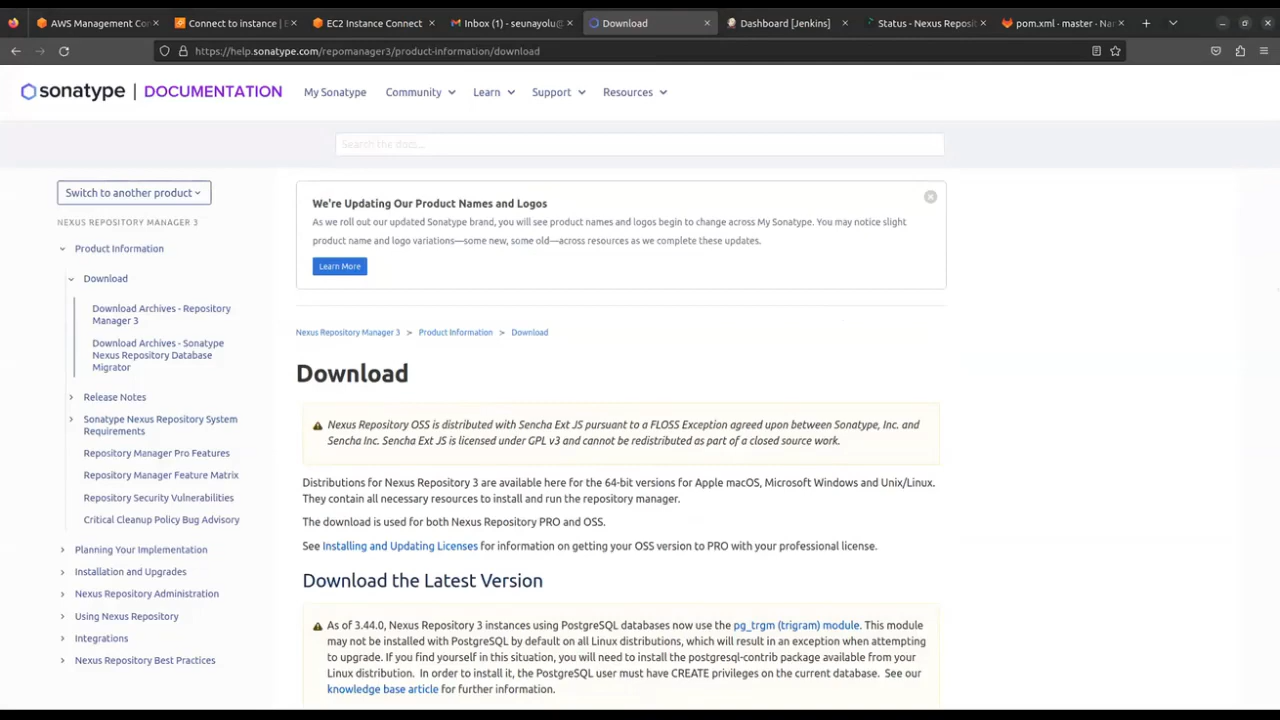 AWS Management Con
Connect to instance | E
EC2 Instance Connect
Inbox (1) - seunayolu@
Download
Dashboard [Jenkins]
Status - Nexus Reposit
pom.xml · master · Nar
https://help.sonatype.com/repomanager3/product-information/download
sonatype | DOCUMENTATION
My Sonatype
Community
Learn
Support
Resources
Search the docs...
Switch to another product
NEXUS REPOSITORY MANAGER 3
Product Information
Download
Download Archives - Repository
Manager 3
Download Archives - Sonatype
Nexus Repository Database
Migrator
Release Notes
Sonatype Nexus Repository System
Requirements
Repository Manager Pro Features
Repository Manager Feature Matrix
Repository Security Vulnerabilities
Critical Cleanup Policy Bug Advisory
Planning Your Implementation
Installation and Upgrades
Nexus Repository Administration
Using Nexus Repository
Integrations
Nexus Repository Best Practices
We're Updating Our Product Names and Logos
As we roll out our updated Sonatype brand, you will see product names and logos begin to change across My Sonatype. You may notice slight
product name and logo variations—some new, some old—across resources as we complete these updates.
Learn More
Nexus Repository Manager 3 > Product Information > Download
Download
Nexus Repository OSS is distributed with Sencha Ext JS pursuant to a FLOSS Exception agreed upon between Sonatype, Inc. and
Sencha Inc. Sencha Ext JS is licensed under GPL v3 and cannot be redistributed as part of a closed source work.
Distributions for Nexus Repository 3 are available here for the 64-bit versions for Apple macOS, Microsoft Windows and Unix/Linux.
They contain all necessary resources to install and run the repository manager.
The download is used for both Nexus Repository PRO and OSS.
See Installing and Updating Licenses for information on getting your OSS version to PRO with your professional license.
Download the Latest Version
As of 3.44.0, Nexus Repository 3 instances using PostgreSQL databases now use the pg_trgm (trigram) module. This module
may not be installed with PostgreSQL by default on all Linux distributions, which will result in an exception when attempting
to upgrade. If you find yourself in this situation, you will need to install the postgresql-contrib package available from your
Linux distribution. In order to install it, the PostgreSQL user must have CREATE privileges on the current database. See our
knowledge base article for further information.